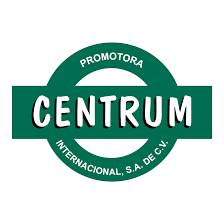 PROMOTORA
CENTRUM
INTERNACIONAL, S.A. DE C.V.